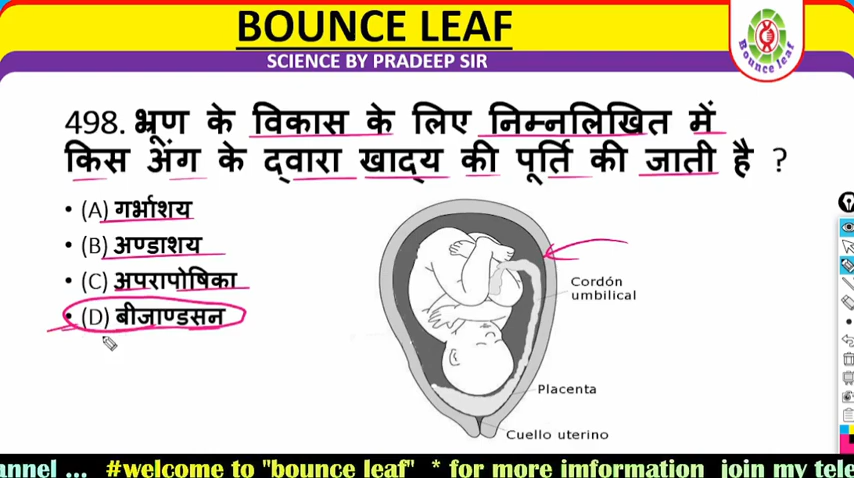 BOUNCE LEAF
SCIENCE BY PRADEEP SIR
Bounce leaf
498. भ्रूण के विकास के लिए निम्नलिखित में
किस अंग के द्वारा खाद्य की पूर्ति की जाती है ?
• (A) गर्भाशय
• (B) अण्डाशय
• (C) अपरापोषिका
• (D) बीजाण्डसन
Cordón
umbilical
Placenta
Cuello uterino
annel ... #welcome to "bounce leaf" * for more imformation join my tele